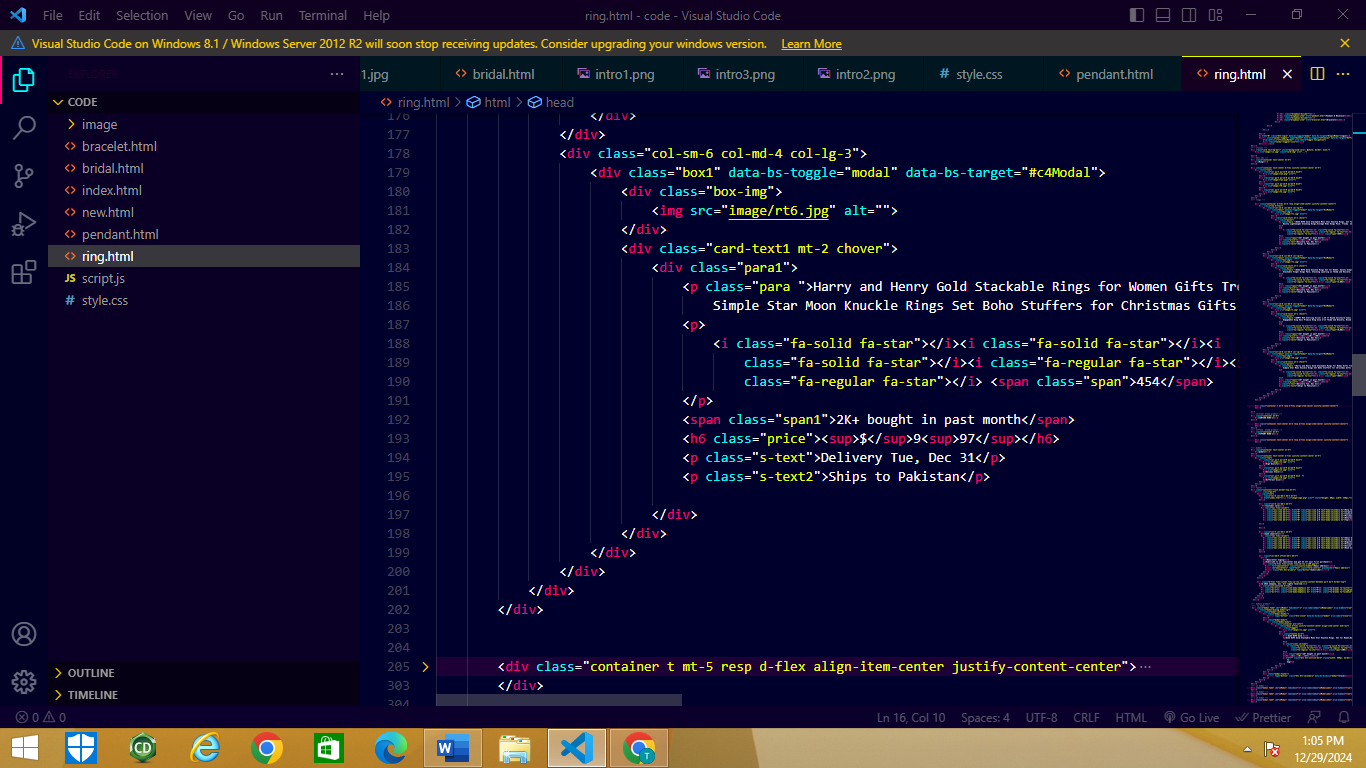 File Edit Selection View Go Run Terminal Help
ring.html - code - Visual Studio Code
Visual Studio Code on Windows 8.1 / Windows Server 2012 R2 will soon stop receiving updates. Consider upgrading your windows version. Learn More
EXPLORER
1.jpg bridal.html intro1.png intro3.png intro2.png style.css pendant.html ring.html
CODE
image
bracelet.html
bridal.html
index.html
new.html
pendant.html
ring.html
JS script.js
# style.css
OUTLINE
TIMELINE
ring.html > html > head
176 </div>
177 </div>
178 <div class="col-sm-6 col-md-4 col-lg-3">
179 <div class="box1" data-bs-toggle="modal" data-bs-target="#c4Modal">
180 <div class="box-img">
181 <img src="image/rt6.jpg" alt="">
182 </div>
183 <div class="card-text1 mt-2 chover">
184 <div class="para1">
185 <p class="para ">Harry and Henry Gold Stackable Rings for Women Gifts Tre
186 Simple Star Moon Knuckle Rings Set Boho Stuffers for Christmas Gifts
187 <p>
188 <i class="fa-solid fa-star"></i><i class="fa-solid fa-star"></i><i
189 class="fa-solid fa-star"></i><i class="fa-regular fa-star"></i><i
190 class="fa-regular fa-star"></i> <span class="span">454</span>
191 </p>
192 <span class="span1">2K+ bought in past month</span>
193 <h6 class="price"><sup>$</sup>9<sup>97</sup></h6>
194 <p class="s-text">Delivery Tue, Dec 31</p>
195 <p class="s-text2">Ships to Pakistan</p>
196
197 </div>
198 </div>
199 </div>
200 </div>
201 </div>
202 </div>
203
204
205 <div class="container t mt-5 resp d-flex align-item-center justify-content-center">…
303 </div>
304
0 0 Ln 16, Col 10 Spaces: 4 UTF-8 CRLF HTML Go Live Prettier
CD
W
T
1:05 PM
12/29/2024